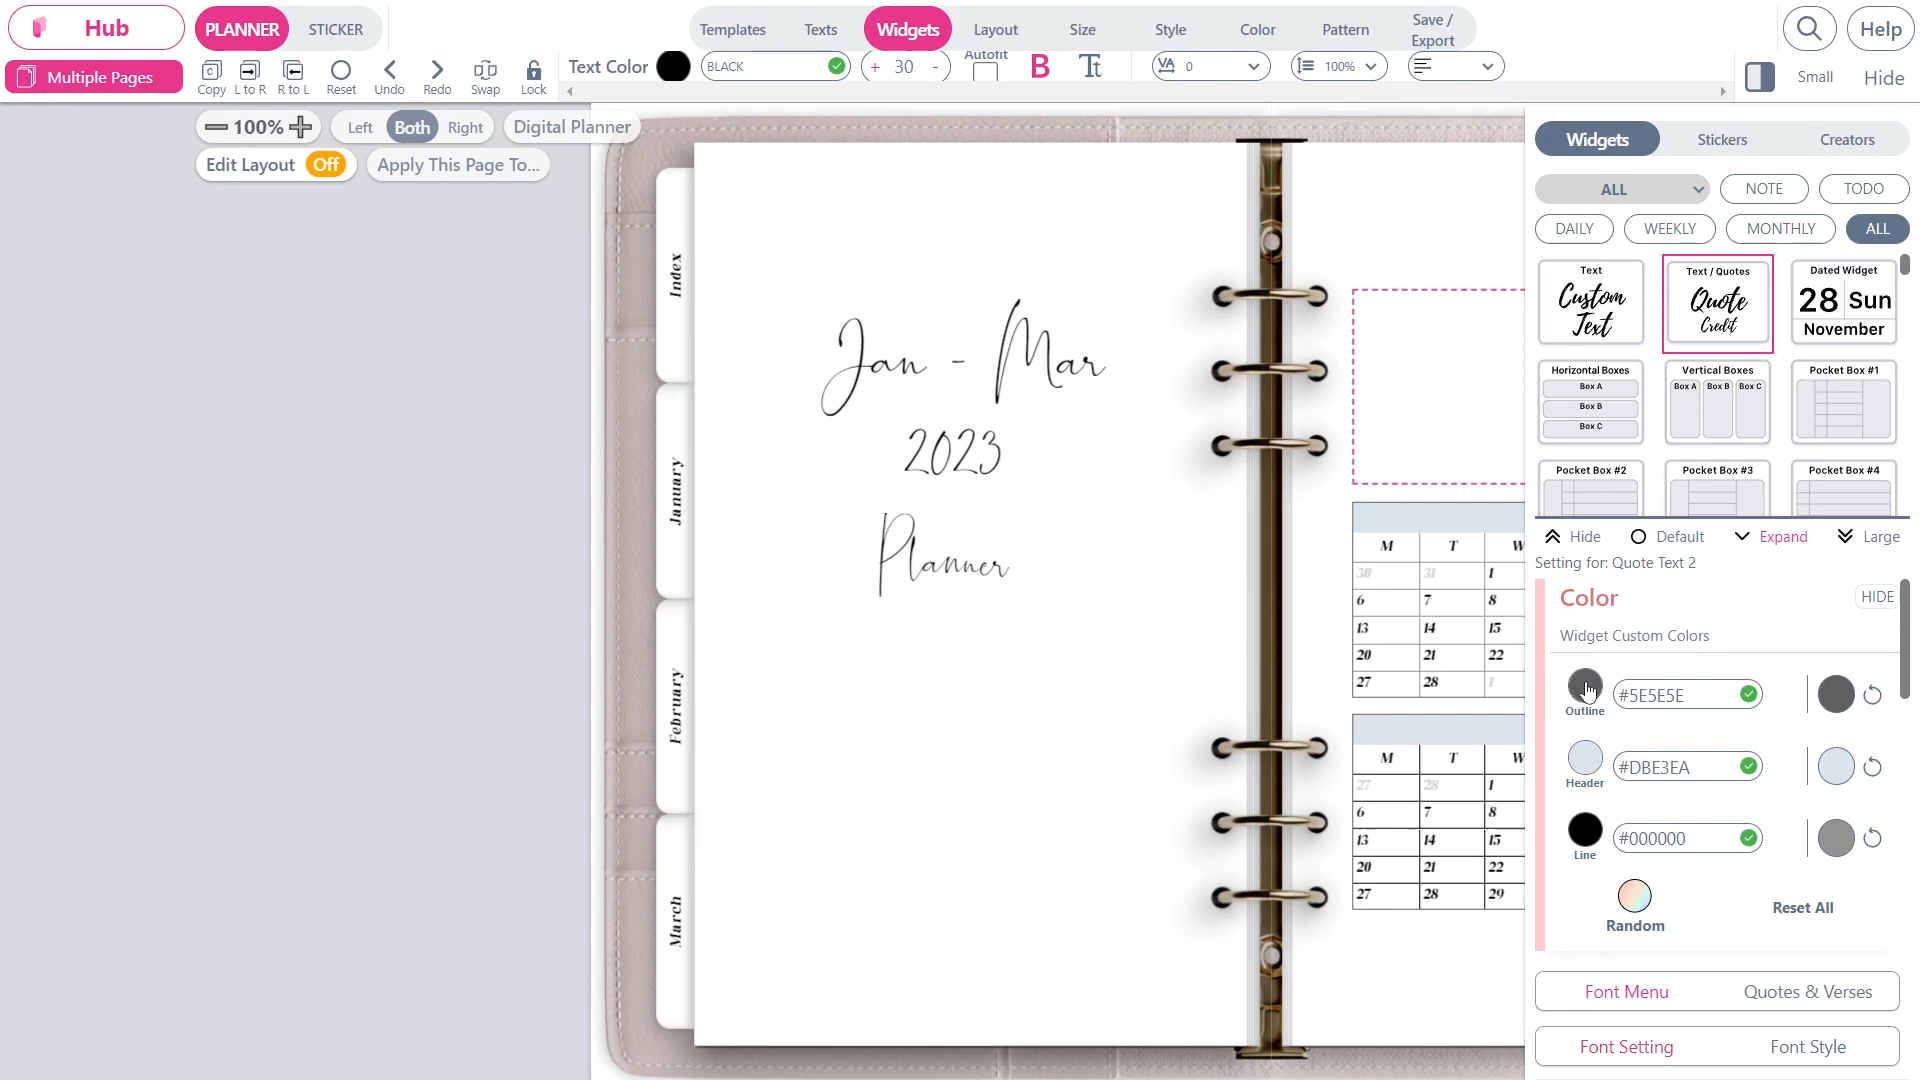 Hub
PLANNER
STICKER
Templates
Texts
Widgets
Layout
Size
Style
Color
Pattern
Save /
Export
Help
Multiple Pages
Copy
L to R
R to L
Reset
Undo
Redo
Swap
Lock
Text Color
BLACK
+ 30 -
Autofit
B
Tt
VA 0
100%
Small
Hide
100%
Left
Both
Right
Digital Planner
Edit Layout
Off
Apply This Page To...
Index
January
February
March
Jan - Mar
2023
Planner
M T W
30 31 1
6 7 8
13 14 15
20 21 22
27 28 1
M T W
27 28 1
6 7 8
13 14 15
20 21 22
27 28 29
Widgets
Stickers
Creators
ALL
NOTE
TODO
DAILY
WEEKLY
MONTHLY
ALL
Text
Custom
Text
Text / Quotes
Quote
Credit
Dated Widget
28 Sun
November
Horizontal Boxes
Box A
Box B
Box C
Vertical Boxes
Box A Box B Box C
Pocket Box #1
Pocket Box #2
Pocket Box #3
Pocket Box #4
Hide
Default
Expand
Large
Setting for: Quote Text 2
Color
HIDE
Widget Custom Colors
#5E5E5E
Outline
#DBE3EA
Header
#000000
Line
Random
Reset All
Font Menu
Quotes & Verses
Font Setting
Font Style